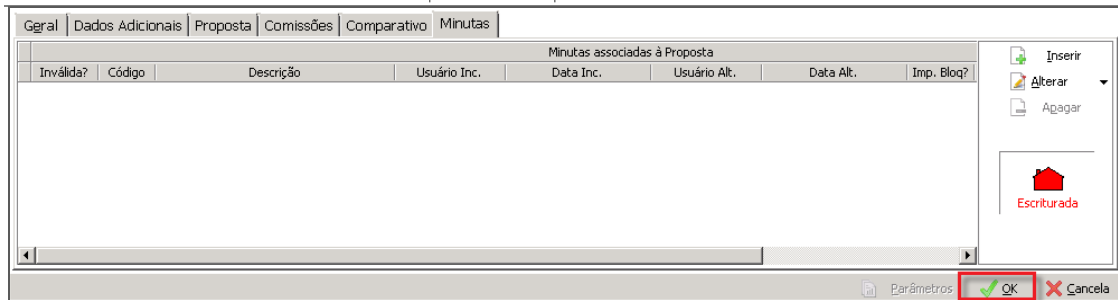 Geral Dados Adicionais Proposta Comissões Comparativo Minutas
Minutas associadas à Proposta
Inválida? Código Descrição Usuário Inc. Data Inc. Usuário Alt. Data Alt. Imp. Bloq?
Inserir
Alterar
Apagar
Escriturada
Parâmetros OK Cancela